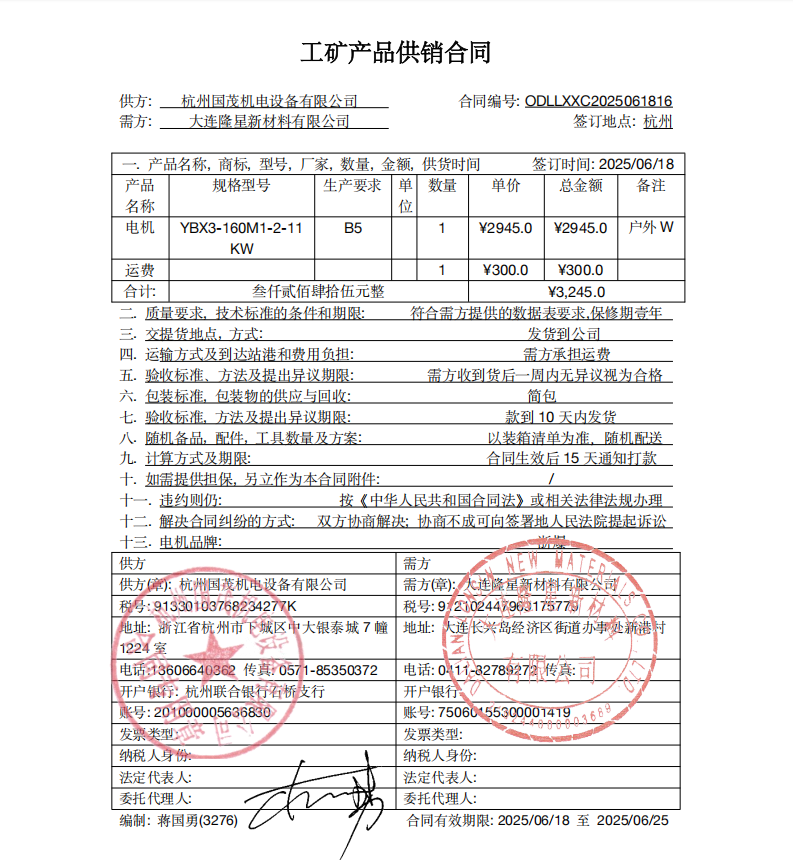 工矿产品供销合同
供方: 杭州国茂机电设备有限公司 合同编号: ODLLXXC2025061816
需方: 大连隆星新材料有限公司 签订地点: 杭州
一. 产品名称, 商标, 型号, 厂家, 数量, 金额, 供货时间 签订时间: 2025/06/18
产品名称 规格型号 生产要求 单位 数量 单价 总金额 备注
电机 YBX3-160M1-2-11KW B5 1 ¥2945.0 ¥2945.0 户外 W
运费 1 ¥300.0 ¥300.0
合计: 叁仟贰佰肆拾伍元整 ¥3,245.0
二. 质量要求, 技术标准的条件和期限: 符合需方提供的数据表要求,保修期壹年
三. 交提货地点, 方式: 发货到公司
四. 运输方式及到达站港和费用负担: 需方承担运费
五. 验收标准、方法及提出异议期限: 需方收到货后一周内无异议视为合格
六. 包装标准, 包装物的供应与回收: 简包
七. 验收标准, 方法及提出异议期限: 款到 10 天内发货
八. 随机备品, 配件, 工具数量及方案: 以装箱清单为准, 随机配送
九. 计算方式及期限: 合同生效后 15 天通知打款
十. 如需提供担保, 另立作为本合同附件: /
十一. 违约则仍: 按《中华人民共和国合同法》或相关法律法规办理
十二. 解决合同纠纷的方式: 双方协商解决; 协商不成可向签署地人民法院提起诉讼
十三. 电机品牌: 浙爆
供方 需方
供方(章): 杭州国茂机电设备有限公司 需方(章): 大连隆星新材料有限公司
税号: 91330103768234277K 税号: 912102447963175779
地址: 浙江省杭州市下城区中大银泰城 7 幢 1224 室 地址: 大连长兴岛经济区街道办事处新港村
电话:13606640362 传真: 0571-85350372 电话: 0411-82789272 传真:
开户银行: 杭州联合银行石桥支行 开户银行:
账号: 201000005636830 账号: 75060155300001419
发票类型: 发票类型:
纳税人身份: 纳税人身份:
法定代表人: 法定代表人:
委托代理人: 委托代理人:
编制: 蒋国勇(3276) 合同有效期限: 2025/06/18 至 2025/06/25